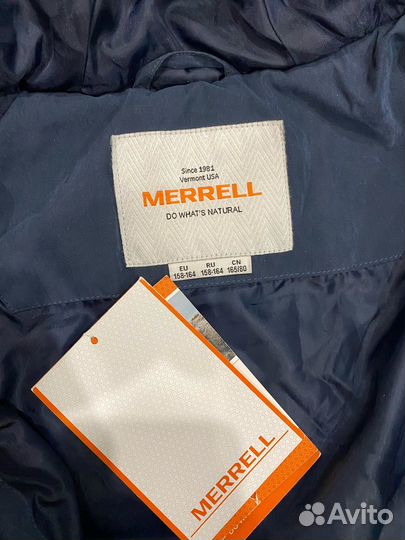 Since 1981
Vermont USA
MERRELL
DO WHAT'S NATURAL
EU RU CN
158-164 158-164 165/80
MERRELL
Avito